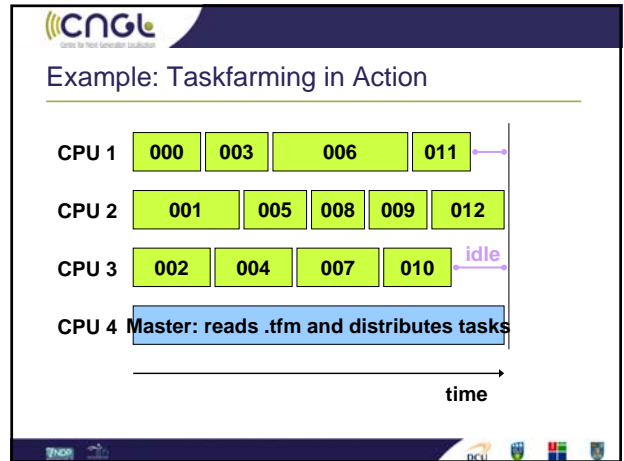 CNGL
Centre for Next Generation Localisation
Example: Taskfarming in Action
CPU 1 000 003 006 011
CPU 2 001 005 008 009 012
CPU 3 002 004 007 010 idle
CPU 4 Master: reads .tfm and distributes tasks
time
NDP
DCU